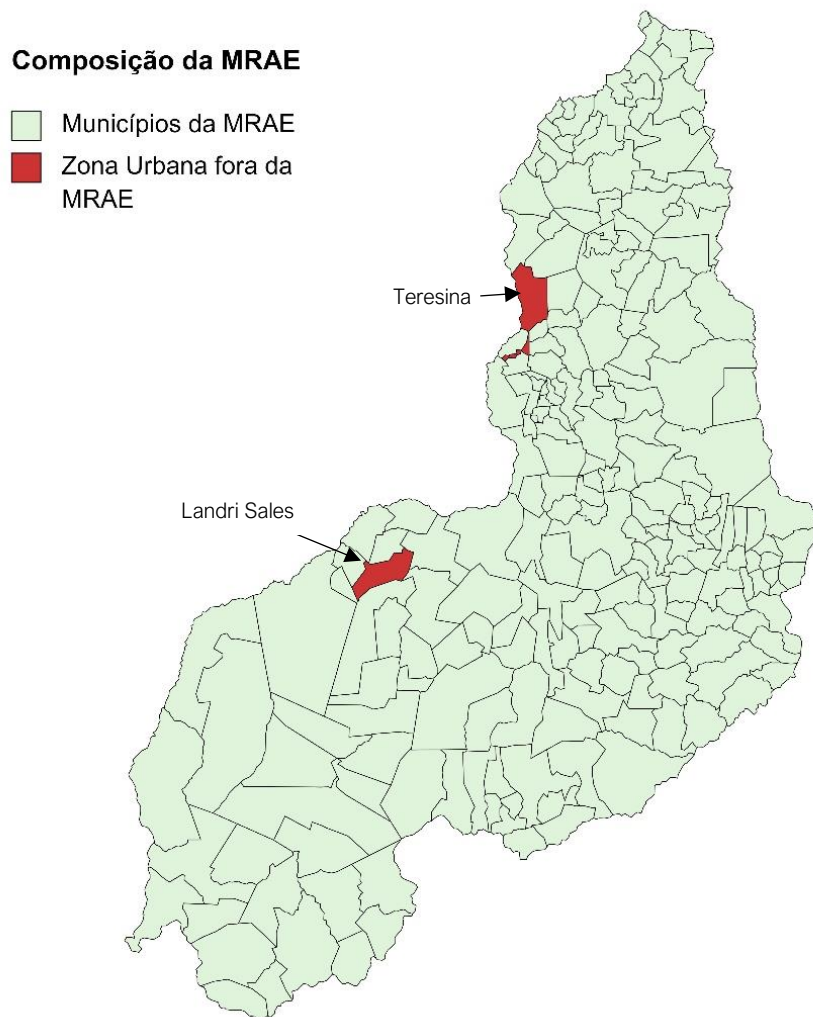 Composição da MRAE
Municípios da MRAE
Zona Urbana fora da
MRAE
Teresina
Landri Sales